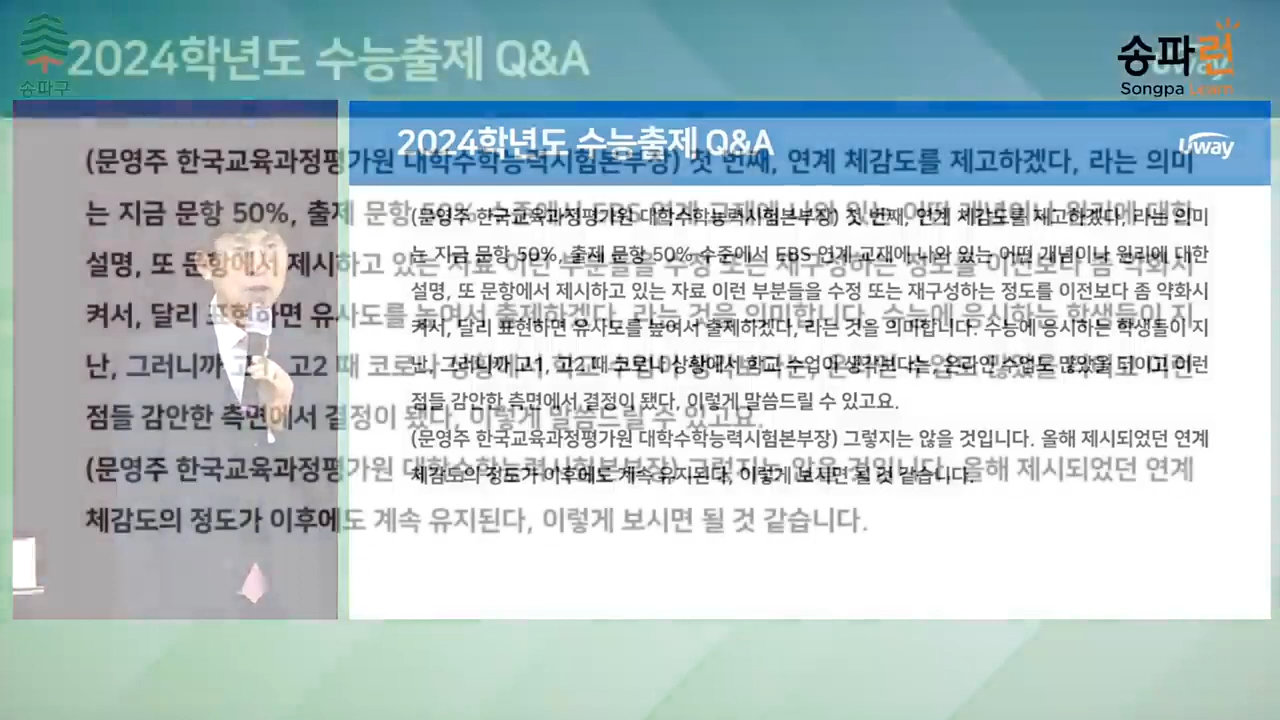 송파구
2024학년도 수능출제 Q&A
송파런
Songpa Learn
2024학년도 수능출제 Q&A
Uway
(문영주 한국교육과정평가원 대학수학능력시험본부장) 첫 번째, 연계 체감도를 제고하겠다, 라는 의미
는 지금 문항 50%, 출제 문항 50% 수준에서 EBS 연계 교재에 나와 있는 어떤 개념이나 원리에 대한
설명, 또 문항에서 제시하고 있는 자료 이런 부분들을 수정 또는 재구성하는 정도를 이전보다 좀 약화시
켜서, 달리 표현하면 유사도를 높여서 출제하겠다, 라는 것을 의미합니다. 수능에 응시하는 학생들이 지
난, 그러니까 고1, 고2 때 코로나 상황에서 학교 수업이 생각보다는, 온라인 수업도 많았을 터이고 이런
점들 감안한 측면에서 결정이 됐다, 이렇게 말씀드릴 수 있고요.
(문영주 한국교육과정평가원 대학수학능력시험본부장) 그렇지는 않을 것입니다. 올해 제시되었던 연계
체감도의 정도가 이후에도 계속 유지된다, 이렇게 보시면 될 것 같습니다.